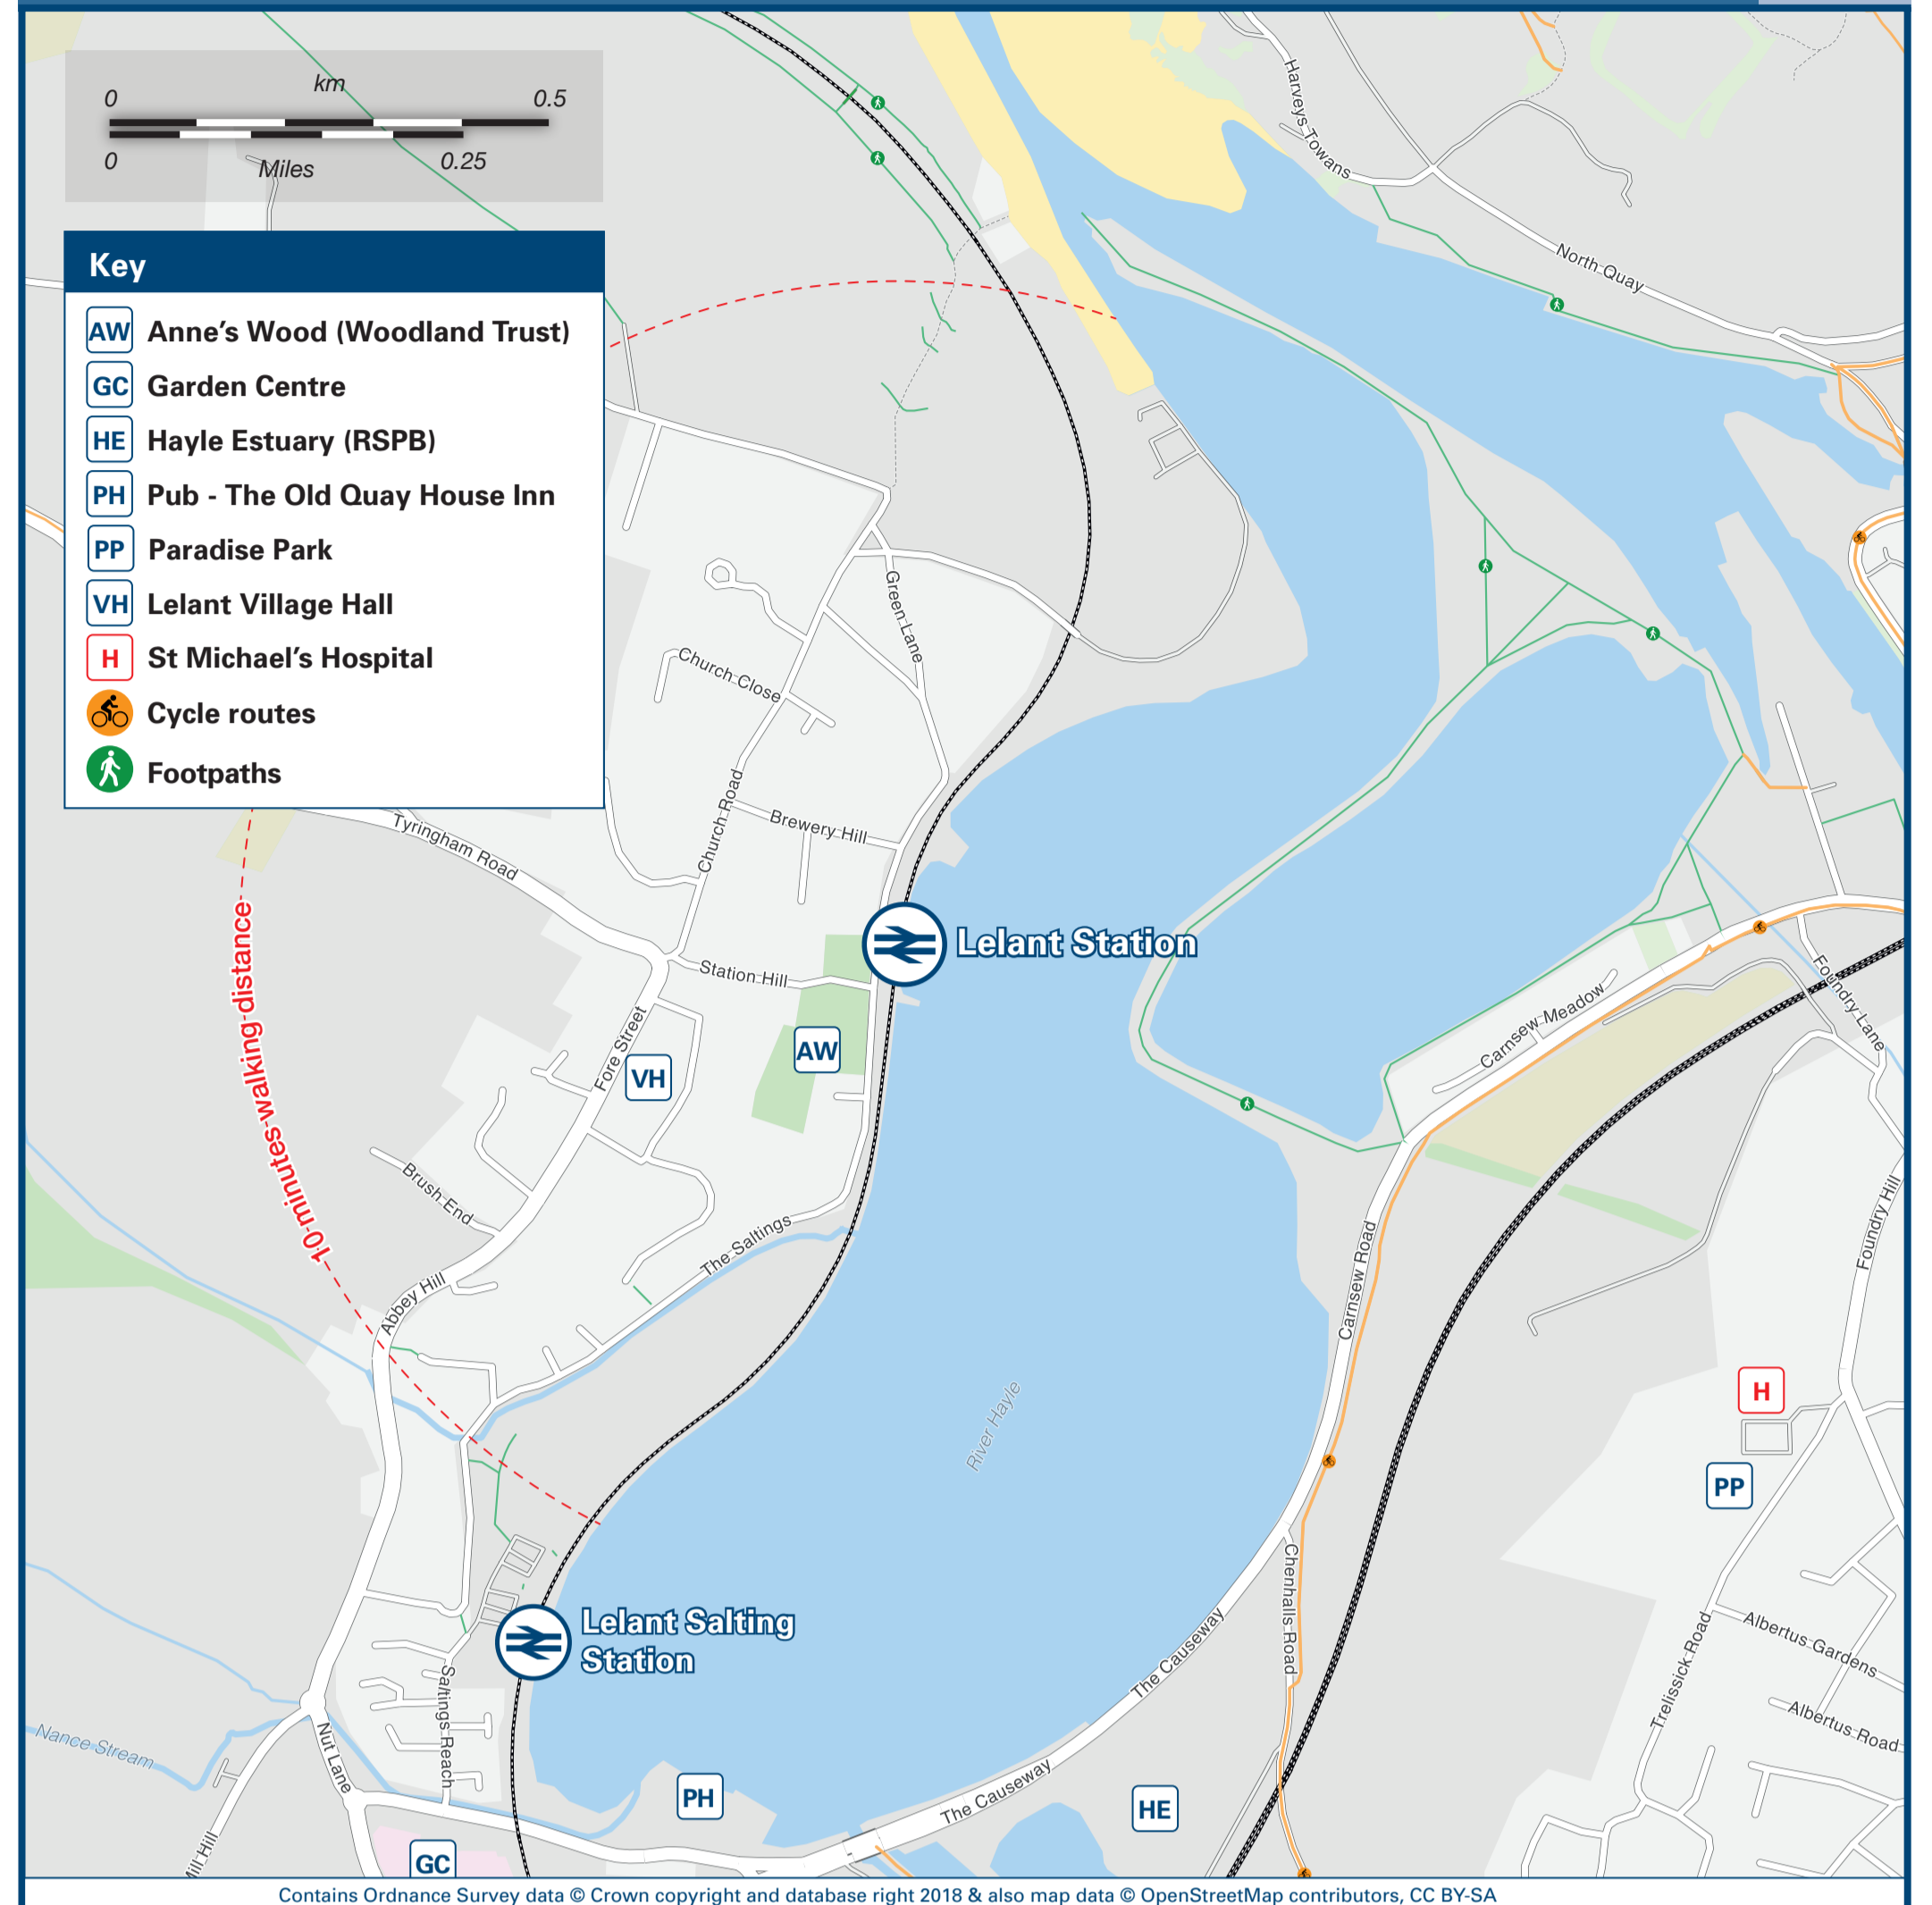 km
0
0.5
0
Miles
0.25
Key
AW Anne's Wood (Woodland Trust)
GC Garden Centre
HE Hayle Estuary (RSPB)
PH Pub - The Old Quay House Inn
PP Paradise Park
VH Lelant Village Hall
H St Michael's Hospital
Cycle routes
Footpaths
Harveys Towans
North Quay
Green Lane
Church Close
Church Road
Brewery Hill
Tyringham Road
Lelant Station
Station Hill
10 minutes walking distance
Fore Street
VH
AW
Carnsew Meadow
Foundry Lane
Brush End
The Saltings
Abbey Hill
Carnsew Road
Foundry Hill
River Hayle
H
PP
Chenhalls Road
Lelant Salting
Station
The Causeway
Albertus Gardens
Trelissick Road
Albertus Road
Saltings Reach
Nance Stream
Nut Lane
PH
The Causeway
HE
GC
Hill
Contains Ordnance Survey data © Crown copyright and database right 2018 & also map data © OpenStreetMap contributors, CC BY-SA